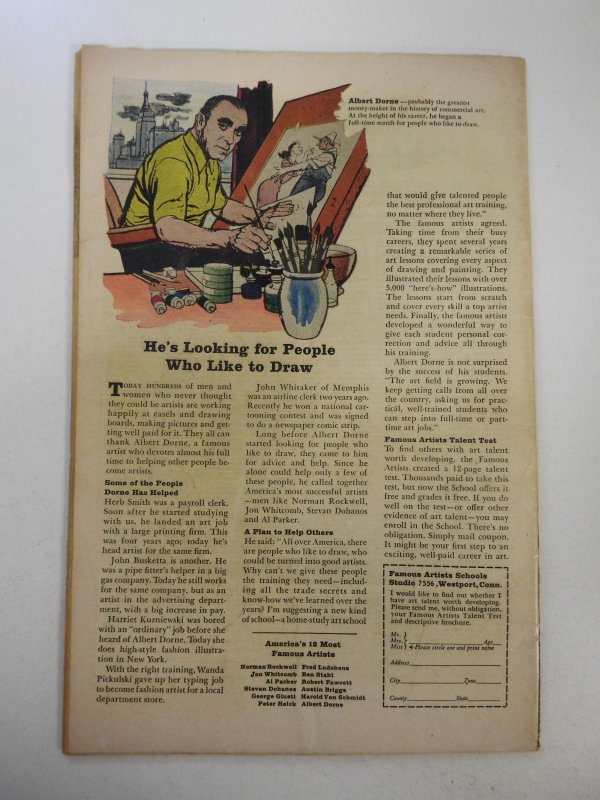 Albert Dorne — probably the greatest
money-maker in the history of commercial art.
At the height of his career, he began a
full-time search for people who like to draw.
He's Looking for People
Who Like to Draw
TODAY HUNDREDS of men and
women who never thought
they could be artists are working
happily at easels and drawing
boards, making pictures and get-
ting well paid for it. They all can
thank Albert Dorne, a famous
artist who devotes almost his full
time to helping other people be-
come artists.
Some of the People
Dorne Has Helped
Herb Smith was a payroll clerk.
Soon after he started studying
with us, he landed an art job
with a large printing firm. This
was four years ago; today he's
head artist for the same firm.
John Busketta is another. He
was a pipe fitter's helper in a big
gas company. Today he still works
for the same company, but as an
artist in the advertising depart-
ment, with a big increase in pay.
Harriet Kuzniewski was bored
with an "ordinary" job before she
heard of Albert Dorne. Today she
does high-style fashion illustra-
tion in New York.
With the right training, Wanda
Pickulski gave up her typing job
to become fashion artist for a local
department store.
John Whitaker of Memphis
was an airline clerk two years ago.
Recently he won a national car-
tooning contest and was signed
to do a newspaper comic strip.
Long before Albert Dorne
started looking for people who
like to draw, they came to him
for advice and help. Since he
alone could help only a few of
these people, he called together
America's most successful artists
—men like Norman Rockwell,
Jon Whitcomb, Stevan Dohanos
and Al Parker.
A Plan to Help Others
He said: "All over America, there
are people who like to draw, who
could be turned into good artists.
Why can't we give these people
the training they need—includ-
ing all the trade secrets and
know-how we've learned over the
years? I'm suggesting a new kind
of school—a home-study art school
America's 12 Most
Famous Artists
Norman Rockwell Fred Ludekens
Jon Whitcomb Ben Stahl
Al Parker Robert Fawcett
Stevan Dohanos Austin Briggs
George Giusti Harold Von Schmidt
Peter Helck Albert Dorne
that would give talented people
the best professional art training,
no matter where they live."
The famous artists agreed.
Taking time from their busy
careers, they spent several years
creating a remarkable series of
art lessons covering every aspect
of drawing and painting. They
illustrated their lessons with over
5,000 "here's-how" illustrations.
The lessons start from scratch
and cover every skill a top artist
needs. Finally, the famous artists
developed a wonderful way to
give each student personal cor-
rection and advice all through
his training.
Albert Dorne is not surprised
by the success of his students.
"The art field is growing. We
keep getting calls from all over
the country, asking us for prac-
tical, well-trained students who
can step into full-time or part-
time art jobs."
Famous Artists Talent Test
To find others with art talent
worth developing, the Famous
Artists created a 12-page talent
test. Thousands paid to take this
test, but now the School offers it
free and grades it free. If you do
well on the test—or offer other
evidence of art talent—you may
enroll in the School. There's no
obligation. Simply mail coupon.
It might be your first step to an
exciting, well-paid career in art.
Famous Artists Schools
Studio 7556, Westport, Conn.
I would like to find out whether I
have art talent worth developing.
Please send me, without obligation,
your Famous Artists Talent Test
and descriptive brochure.
Mr.
Mrs. Age
Miss Please circle one and print name
Address
City Zone
County State